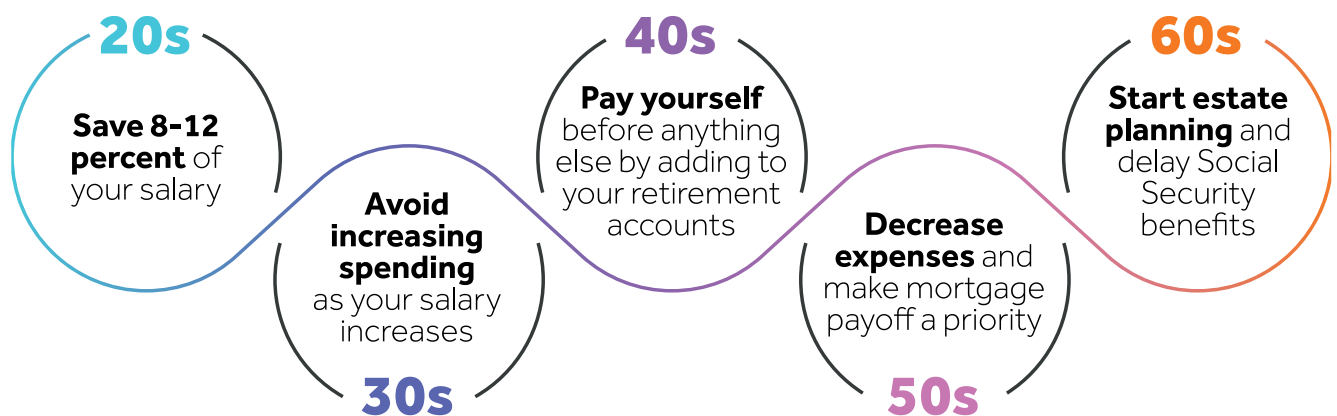 20s
Save 8-12
percent of
your salary
Avoid
increasing
spending
as your salary
increases
30s
40s
Pay yourself
before anything
else by adding to
your retirement
accounts
Decrease
expenses and
make mortgage
payoff a priority
50s
60s
Start estate
planning and
delay Social
Security
benefits